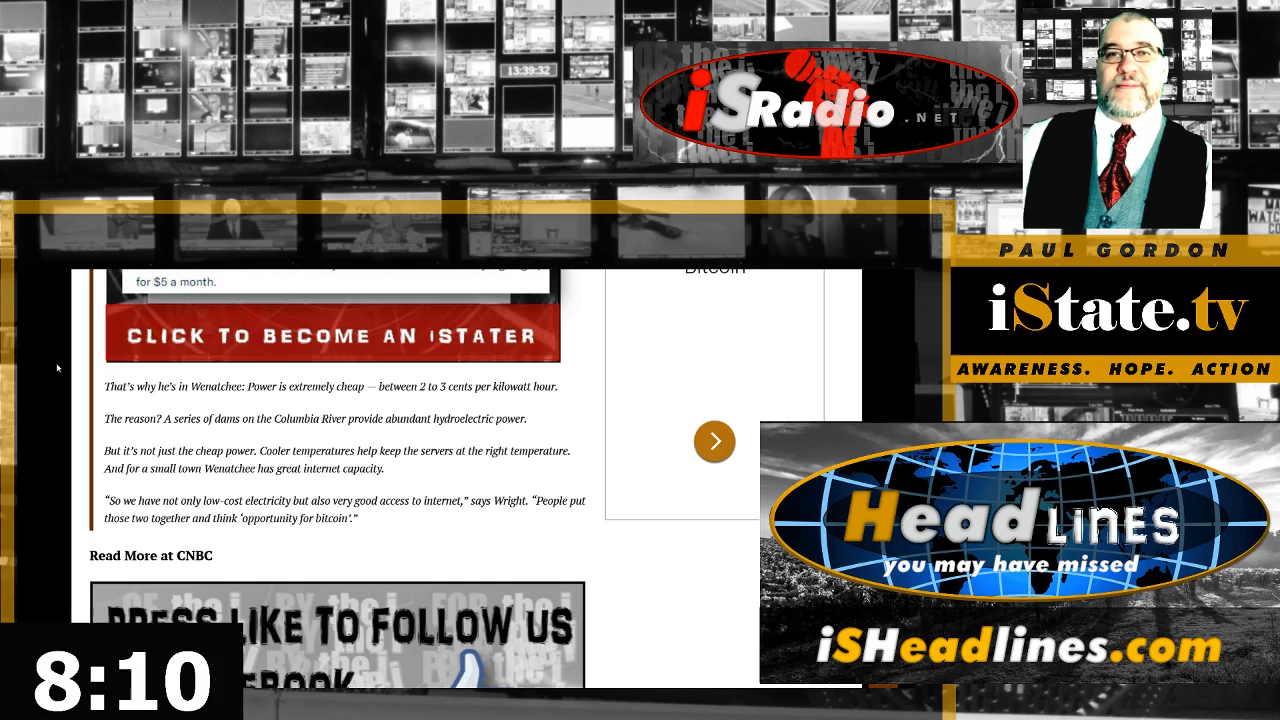 13:39:32
iSRadio .NET
PAUL GORDON
iState.tv
AWARENESS. HOPE. ACTION
for $5 a month.
CLICK TO BECOME AN iSTATER
Bitcoin
That's why he's in Wenatchee: Power is extremely cheap — between 2 to 3 cents per kilowatt hour.
The reason? A series of dams on the Columbia River provide abundant hydroelectric power.
But it's not just the cheap power. Cooler temperatures help keep the servers at the right temperature.
And for a small town Wenatchee has great internet capacity.
“So we have not only low-cost electricity but also very good access to internet,” says Wright. “People put
those two together and think ‘opportunity for bitcoin’.”
Read More at CNBC
PRESS LIKE TO FOLLOW US
HeadLINES
you may have missed
iSHeadlines.com
8:10